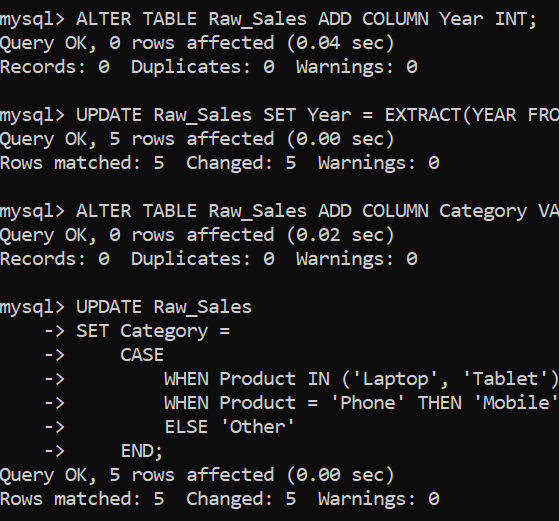 mysql> ALTER TABLE Raw_Sales ADD COLUMN Year INT;
Query OK, 0 rows affected (0.04 sec)
Records: 0  Duplicates: 0  Warnings: 0
mysql> UPDATE Raw_Sales SET Year = EXTRACT(YEAR FRO
Query OK, 5 rows affected (0.00 sec)
Rows matched: 5  Changed: 5  Warnings: 0
mysql> ALTER TABLE Raw_Sales ADD COLUMN Category VA
Query OK, 0 rows affected (0.02 sec)
Records: 0  Duplicates: 0  Warnings: 0
mysql> UPDATE Raw_Sales
    -> SET Category =
    ->     CASE
    ->         WHEN Product IN ('Laptop', 'Tablet')
    ->         WHEN Product = 'Phone' THEN 'Mobile'
    ->         ELSE 'Other'
    ->     END;
Query OK, 5 rows affected (0.00 sec)
Rows matched: 5  Changed: 5  Warnings: 0